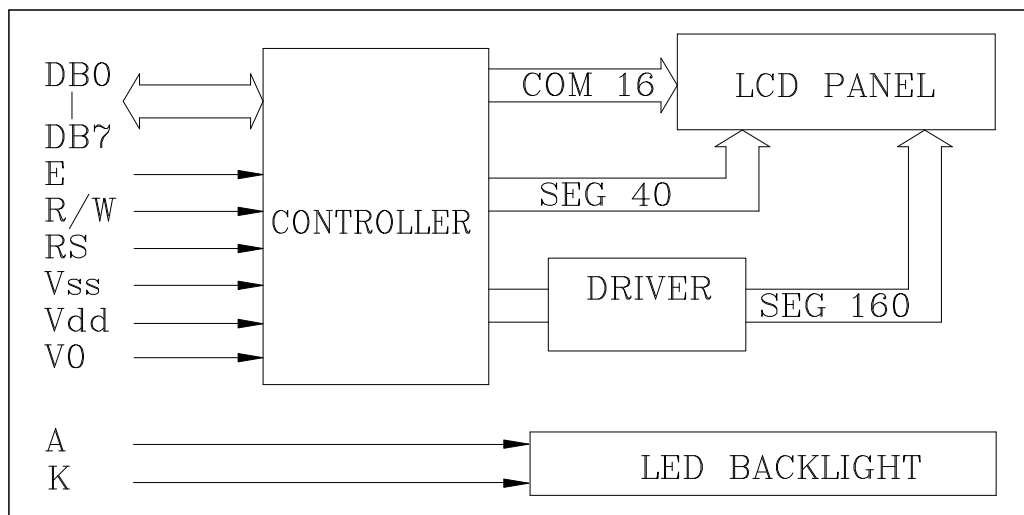 DB0
DB7
E
R/W
RS
Vss
Vdd
V0
A
K
CONTROLLER
COM 16
SEG 40
DRIVER
SEG 160
LCD PANEL
LED BACKLIGHT